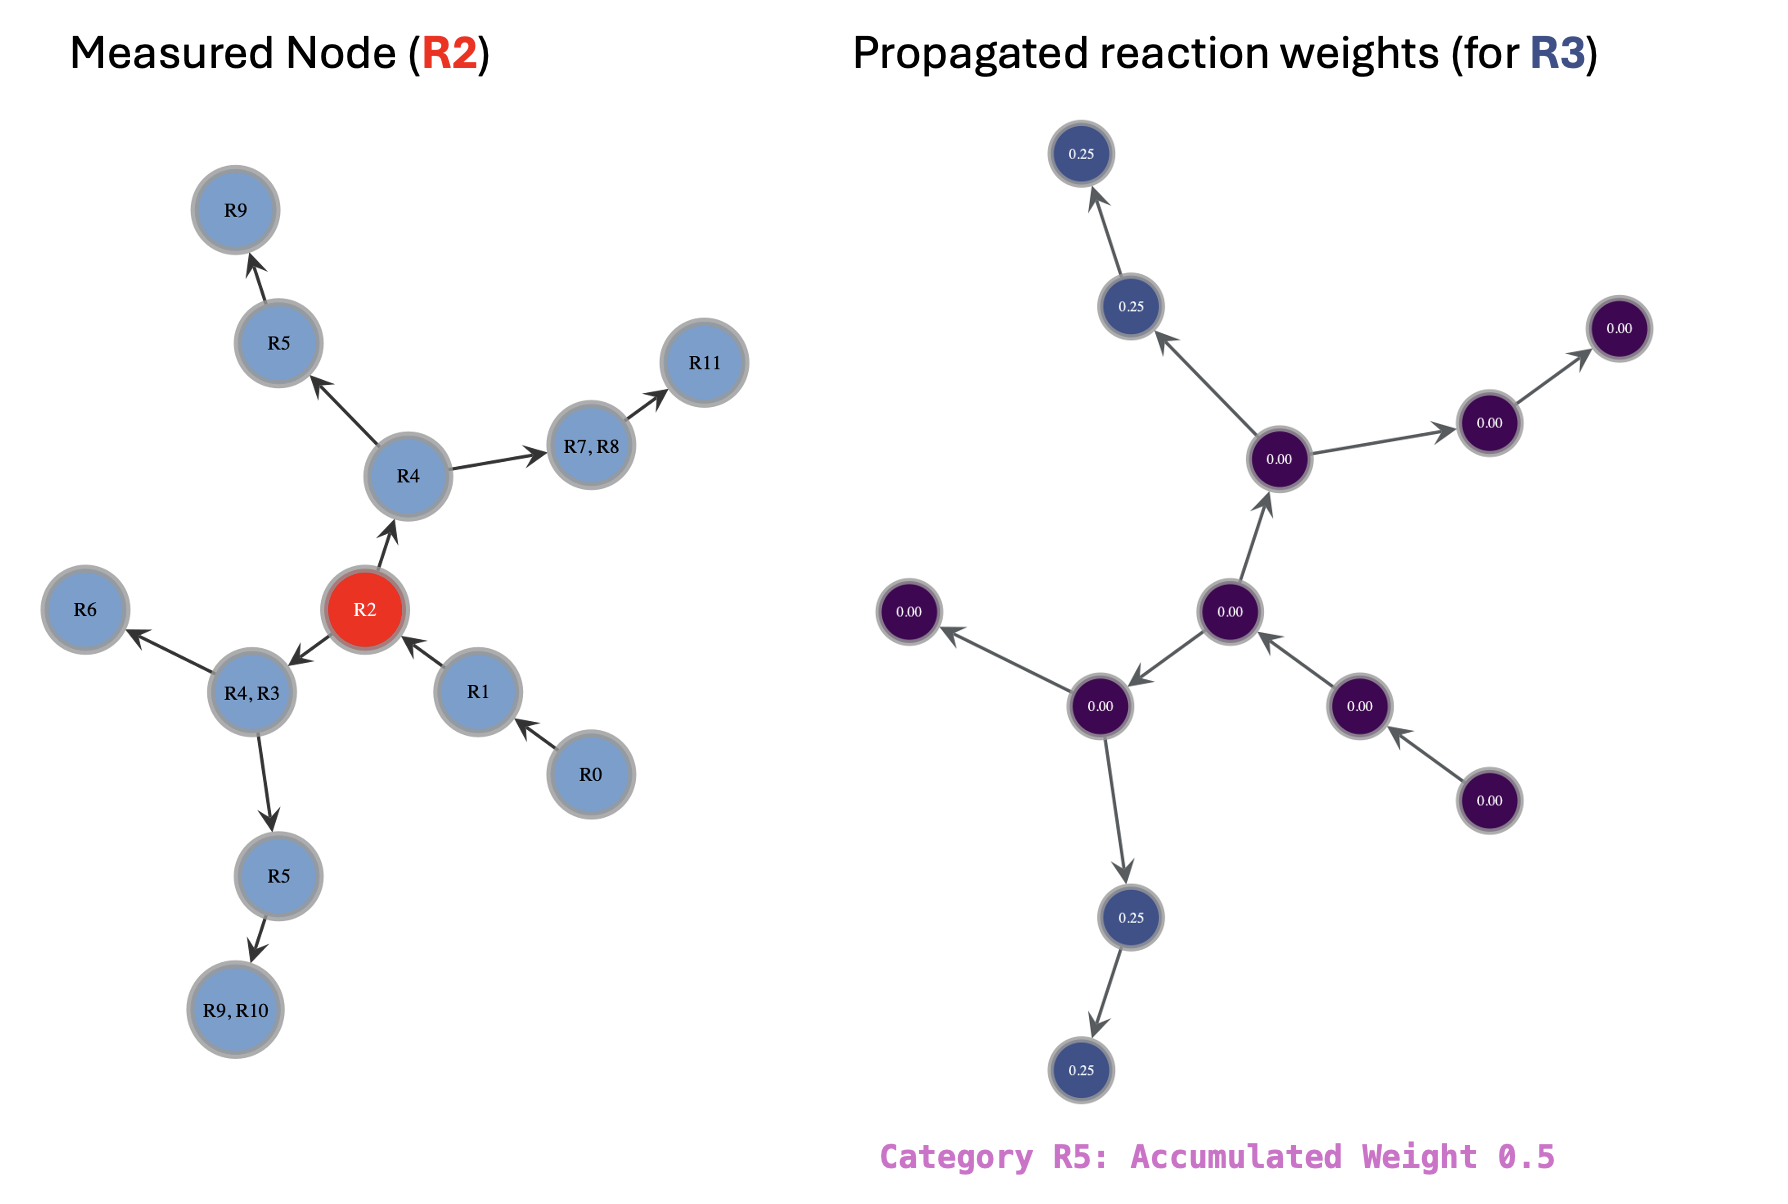 Measured Node (R2)
R9
R5
R11
R7, R8
R4
R6
R2
R4, R3
R1
R0
R5
R9, R10
Propagated reaction weights (for R3)
0.25
0.25
0.00
0.00
0.00
0.00
0.00
0.00
0.00
0.00
0.25
0.25
Category R5: Accumulated Weight 0.5